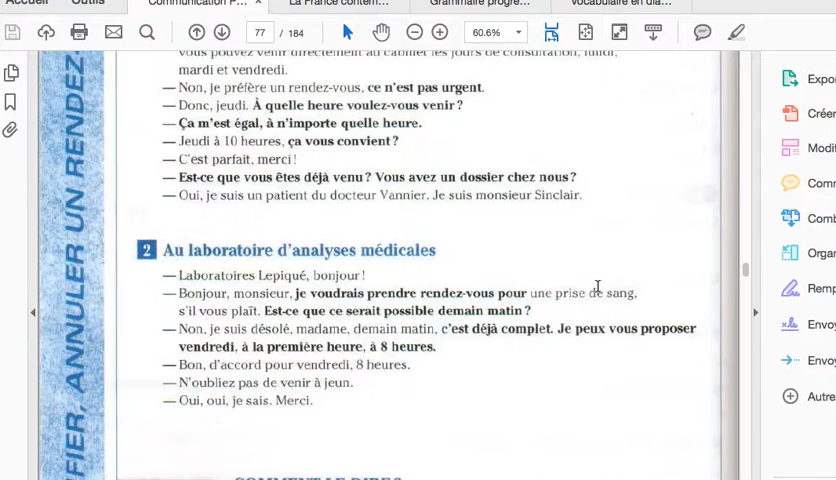 Accueil
Outils
Communication P...
×
La France contem...
Grammaire progre...
Vocabulaire en dia...
77 / 184
60.6%
vous pouvez venir directement au cabinet les jours de consultation, lundi,
mardi et vendredi.
— Non, je préfère un rendez-vous, ce n'est pas urgent.
— Donc, jeudi. À quelle heure voulez-vous venir ?
— Ça m'est égal, à n'importe quelle heure.
— Jeudi à 10 heures, ça vous convient ?
— C'est parfait, merci !
— Est-ce que vous êtes déjà venu ? Vous avez un dossier chez nous ?
— Oui, je suis un patient du docteur Vannier. Je suis monsieur Sinclair.
2 Au laboratoire d'analyses médicales
— Laboratoires Lepiqué, bonjour !
— Bonjour, monsieur, je voudrais prendre rendez-vous pour une prise de sang,
s'il vous plaît. Est-ce que ce serait possible demain matin ?
— Non, je suis désolé, madame, demain matin, c'est déjà complet. Je peux vous proposer
vendredi, à la première heure, à 8 heures.
— Bon, d'accord pour vendredi, 8 heures.
— N'oubliez pas de venir à jeun.
— Oui, oui, je sais. Merci.
COMMENT LE DIRE ?
FIER, ANNULER UN RENDEZ-
Expor
Créer
Modif
Comm
Comb
Organ
Remp
Envoy
Envoy
Autre